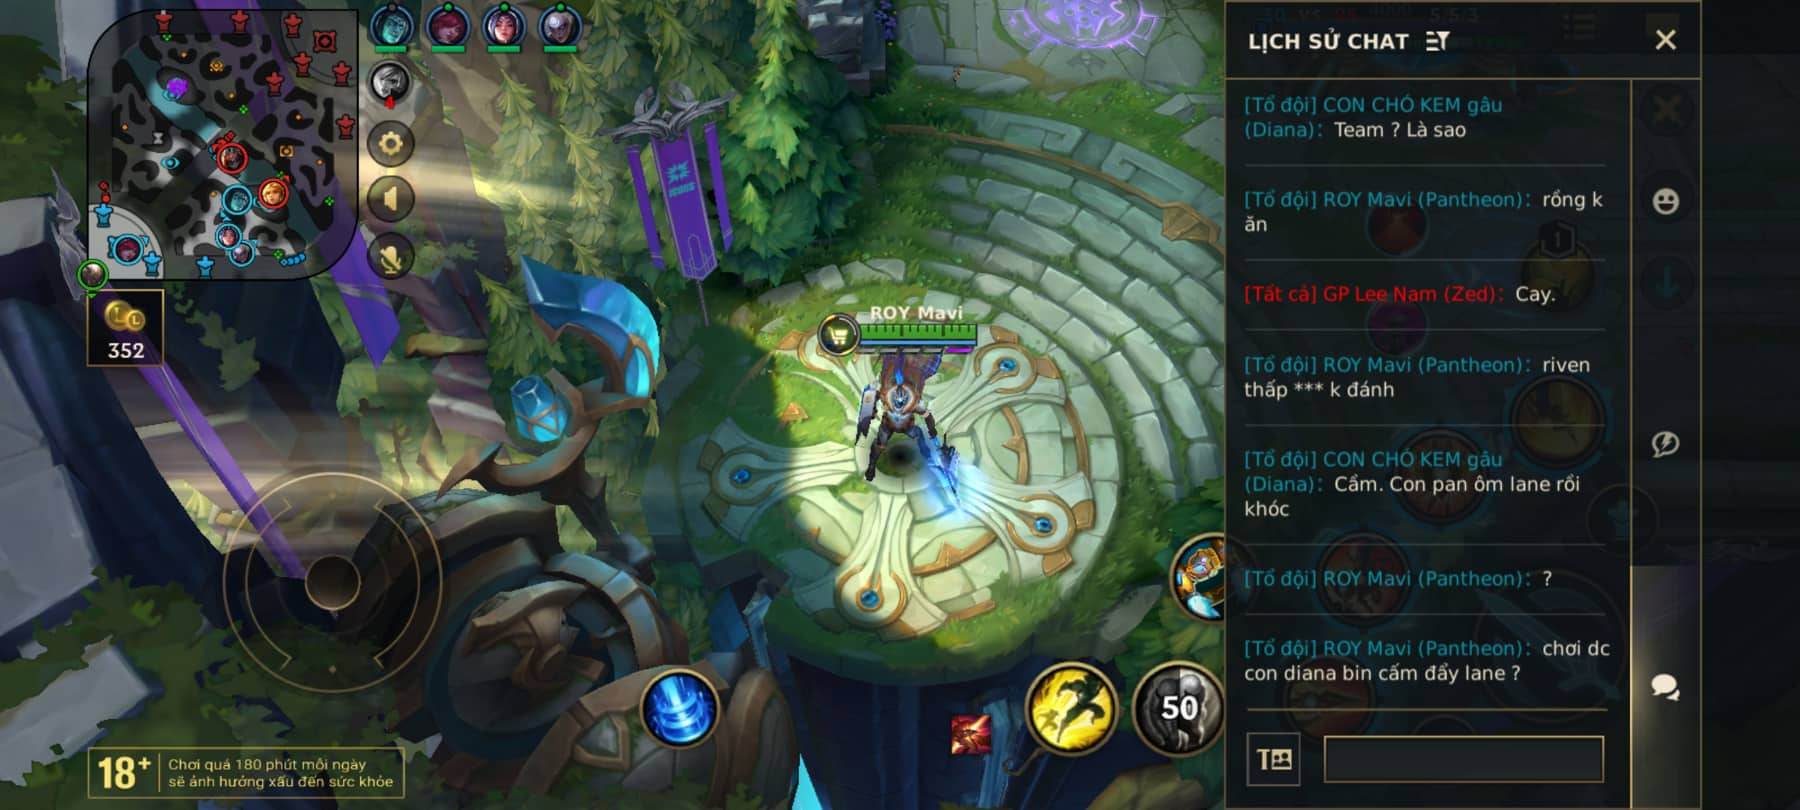 352
ICONS
ROY Mavi
50
18+
Chơi quá 180 phút mỗi ngày
sẽ ảnh hưởng xấu đến sức khỏe
LỊCH SỬ CHAT
[Tổ đội] CON CHÓ KEM gâu
(Diana): Team ? Là sao
[Tổ đội] ROY Mavi (Pantheon): rồng k
ăn
[Tất cả] GP Lee Nam (Zed): Cay.
[Tổ đội] ROY Mavi (Pantheon): riven
thấp *** k đánh
[Tổ đội] CON CHÓ KEM gâu
(Diana): Cầm. Con pan ôm lane rồi
khóc
[Tổ đội] ROY Mavi (Pantheon): ?
[Tổ đội] ROY Mavi (Pantheon): chơi dc
con diana bin cấm đẩy lane ?